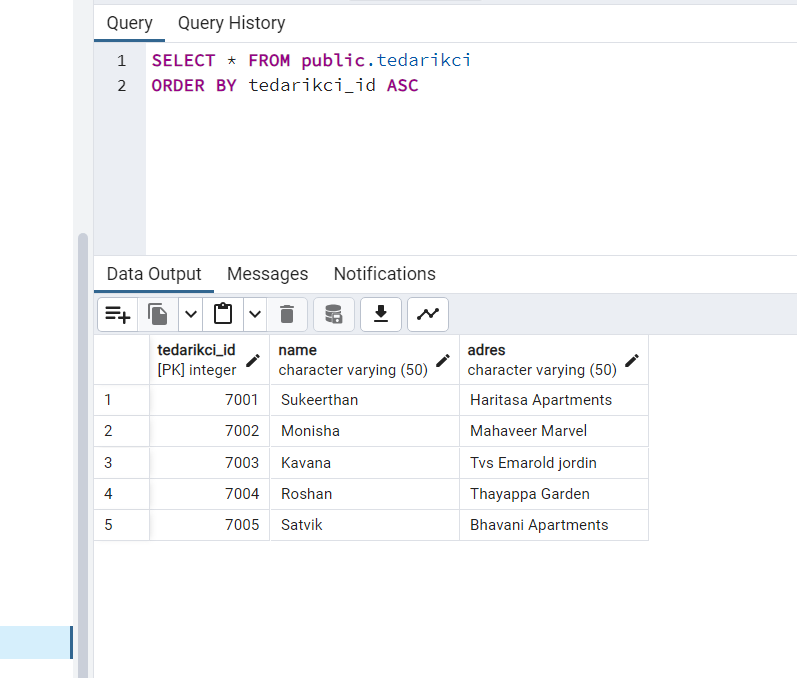 Query Query History
1 SELECT * FROM public.tedarikci
2 ORDER BY tedarikci_id ASC
Data Output Messages Notifications
tedarikci_id name adres
[PK] integer character varying (50) character varying (50)
1 7001 Sukeerthan Haritasa Apartments
2 7002 Monisha Mahaveer Marvel
3 7003 Kavana Tvs Emarold jordin
4 7004 Roshan Thayappa Garden
5 7005 Satvik Bhavani Apartments